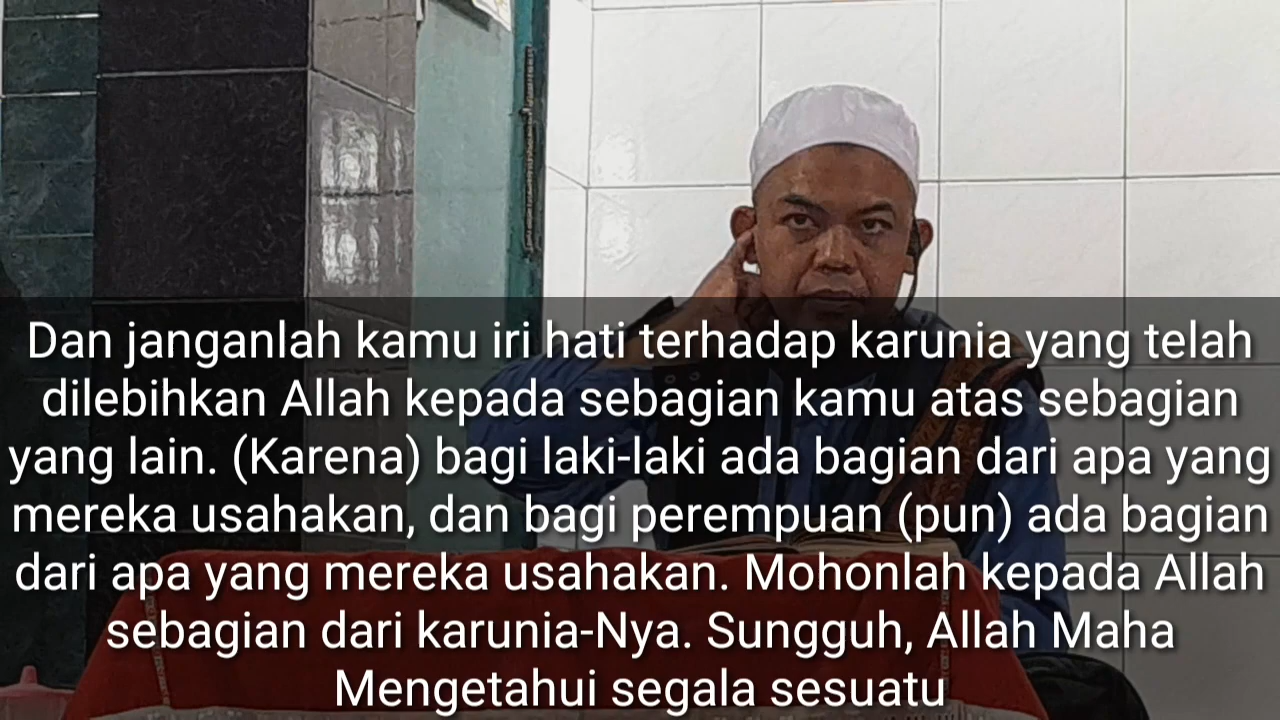 Dan janganlah kamu iri hati terhadap karunia yang telah
dilebihkan Allah kepada sebagian kamu atas sebagian
yang lain. (Karena) bagi laki-laki ada bagian dari apa yang
mereka usahakan, dan bagi perempuan (pun) ada bagian
dari apa yang mereka usahakan. Mohonlah kepada Allah
sebagian dari karunia-Nya. Sungguh, Allah Maha
Mengetahui segala sesuatu